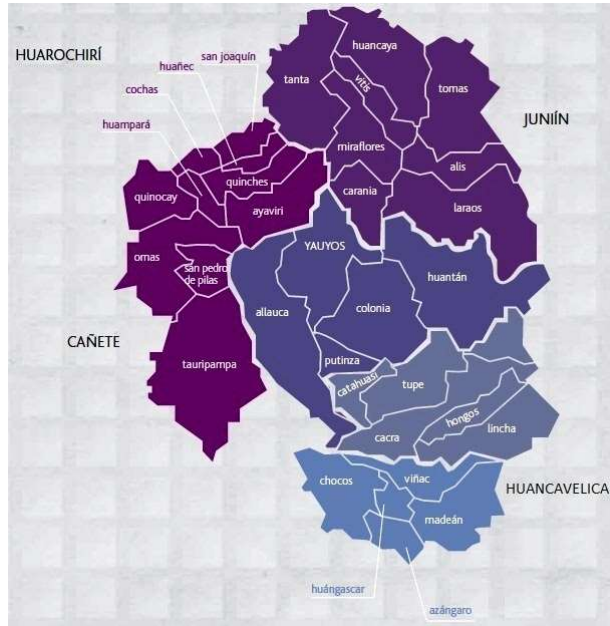 HUAROCHIRÍ
san joaquín
huañec
cochas
huampará
huancaya
tanta
vitis
tomas
JUNIÍN
miraflores
alis
quinches
quinocay
carania
laraos
ayaviri
omas
YAUYOS
san pedro
de pilas
huantán
allauca
colonia
CAÑETE
tauripampa
putinza
catahuasi
tupe
hongos
lincha
cacra
chocos
viñac
HUANCAVELICA
madeán
huángascar
azángaro